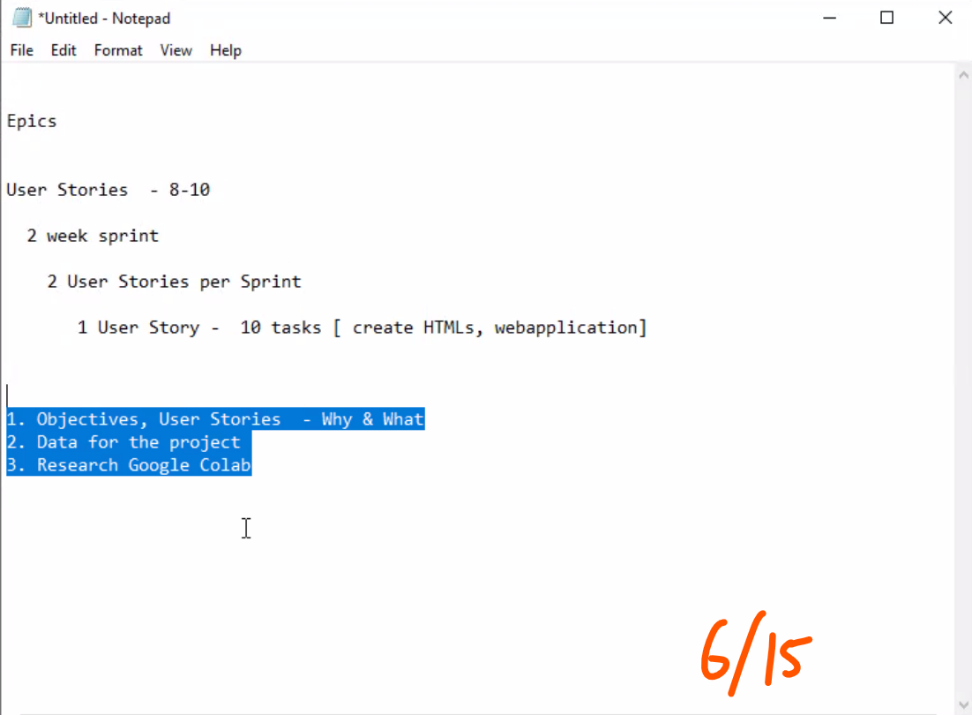 *Untitled - Notepad
File Edit Format View Help
Epics
User Stories - 8-10
2 week sprint
2 User Stories per Sprint
1 User Story - 10 tasks [ create HTMLs, webapplication]
1. Objectives, User Stories - Why & What
2. Data for the project
3. Research Google Colab
6/15